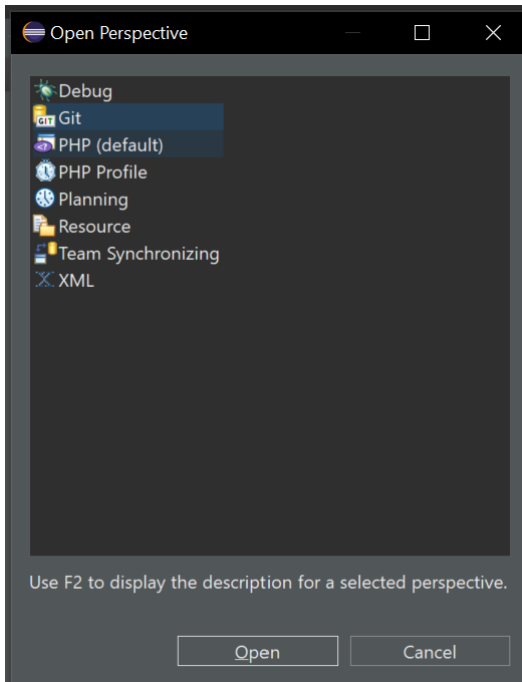 Open Perspective
Debug
GIT Git
PHP (default)
PHP Profile
Planning
Resource
Team Synchronizing
XML
Use F2 to display the description for a selected perspective.
Open Cancel